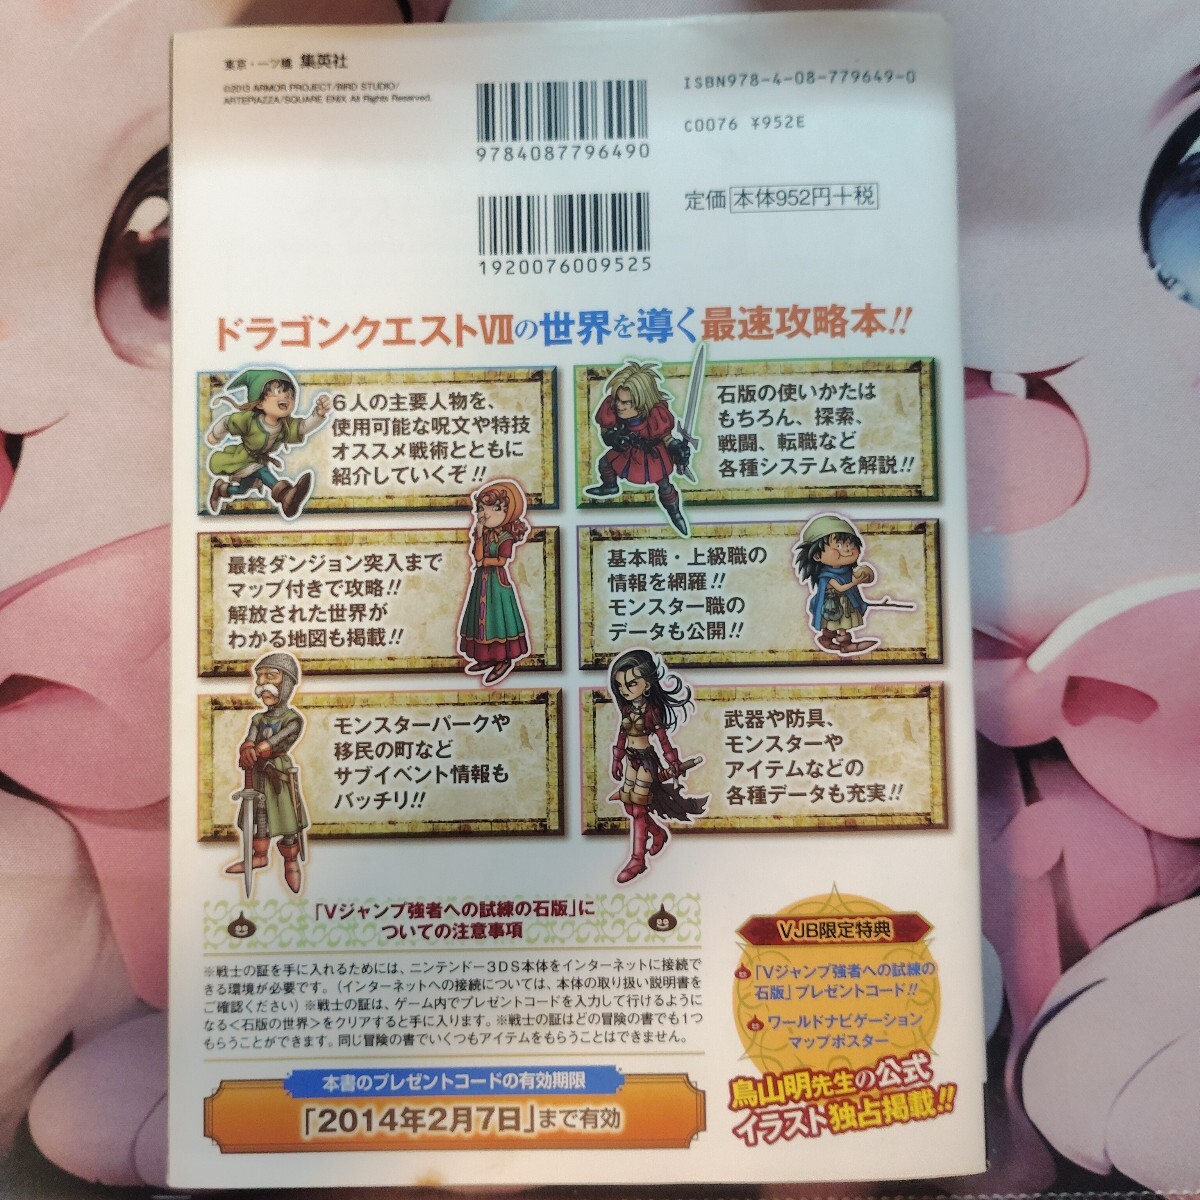 東京・一ツ橋 集英社
©2013 ARMOR PROJECT/BIRD STUDIO/
ARTEPIAZZA/SQUARE ENIX All Rights Reserved.
9784087796490
ISBN978-4-08-779649-0
C0076 ¥952E
1920076009525
定価 本体952円+税
ドラゴンクエストⅦの世界を導く最速攻略本!!
6人の主要人物を、
使用可能な呪文や特技
オススメ戦術とともに
紹介していくぞ!!
石版の使いかたは
もちろん、探索、
戦闘、転職など
各種システムを解説!!
最終ダンジョン突入まで
マップ付きで攻略!!
解放された世界が
わかる地図も掲載!!
基本職・上級職の
情報を網羅!!
モンスター職の
データも公開!!
モンスターパークや
移民の町など
サブイベント情報も
バッチリ!!
武器や防具、
モンスターや
アイテムなどの
各種データも充実!!
「Vジャンプ強者への試練の石版」に
ついての注意事項
※戦士の証を手に入れるためには、ニンテンドー3DS本体をインターネットに接続で
きる環境が必要です。（インターネットへの接続については、本体の取り扱い説明書を
ご確認ください）※戦士の証は、ゲーム内でプレゼントコードを入力して行けるように
なる＜石版の世界＞をクリアすると手に入ります。※戦士の証はどの冒険の書でも1つ
もらうことができます。同じ冒険の書でいくつもアイテムをもらうことはできません。
本書のプレゼントコードの有効期限
「2014年2月7日」まで有効
VJB限定特典
「Vジャンプ強者への試練の
石版」プレゼントコード!!
ワールドナビゲーション
マップポスター
鳥山明先生の公式
イラスト独占掲載!!